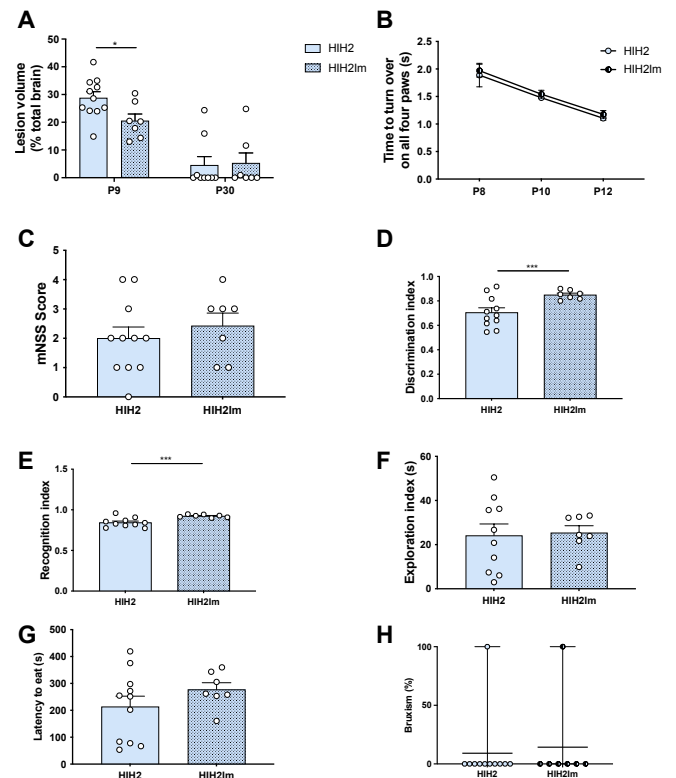 A
Lesion volume
(% total brain)
50
40
30
20
10
0
*
P9
P30
HIH2
HIH2Im
B
Time to turn over
on all four paws (s)
2.5
2.0
1.5
1.0
0.5
0.0
P8
P10
P12
HIH2
HIH2Im
C
mNSS Score
5
4
3
2
1
0
HIH2
HIH2Im
D
Discrimination index
1.0
0.8
0.6
0.4
0.2
0.0
***
HIH2
HIH2Im
E
Recognition index
1.5
1.0
0.5
0.0
***
HIH2
HIH2Im
F
Exploration index (s)
60
40
20
0
HIH2
HIH2Im
G
Latency to eat (s)
500
400
300
200
100
0
HIH2
HIH2Im
H
Bruxism (%)
100
50
0
HIH2
HIH2Im